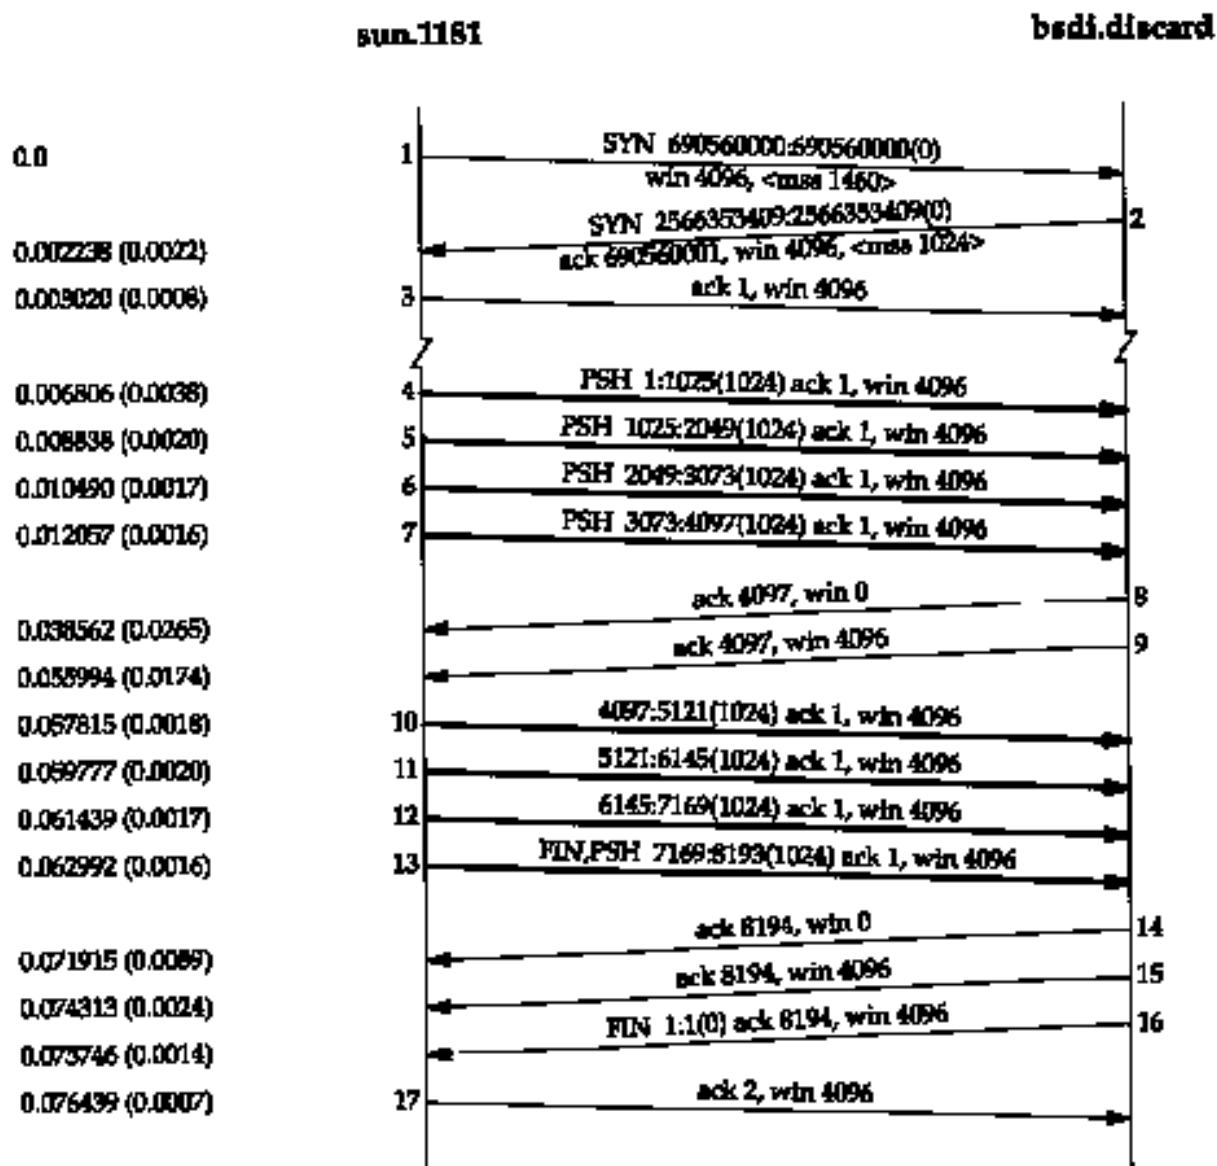 sun.1181 bsdi.discard
0.0 1 SYN 690560000:690560000(0)
win 4096, <mss 1460>
SYN 2566353409:2566353409(0) 2
0.002238 (0.0022) ack 690560001, win 4096, <mss 1024>
0.003020 (0.0008) 3 ack 1, win 4096
0.006806 (0.0038) 4 PSH 1:1025(1024) ack 1, win 4096
0.008838 (0.0020) 5 PSH 1025:2049(1024) ack 1, win 4096
0.010490 (0.0017) 6 PSH 2049:3073(1024) ack 1, win 4096
0.012057 (0.0016) 7 PSH 3073:4097(1024) ack 1, win 4096
ack 4097, win 0 8
0.038562 (0.0265)
ack 4097, win 4096 9
0.055994 (0.0174)
0.057815 (0.0018) 10 4097:5121(1024) ack 1, win 4096
0.059777 (0.0020) 11 5121:6145(1024) ack 1, win 4096
0.061439 (0.0017) 12 6145:7169(1024) ack 1, win 4096
0.062992 (0.0016) 13 FIN,PSH 7169:8193(1024) ack 1, win 4096
ack 8194, win 0 14
0.071915 (0.0089)
ack 8194, win 4096 15
0.074313 (0.0024)
FIN 1:1(0) ack 8194, win 4096 16
0.075746 (0.0014)
0.076439 (0.0007) 17 ack 2, win 4096